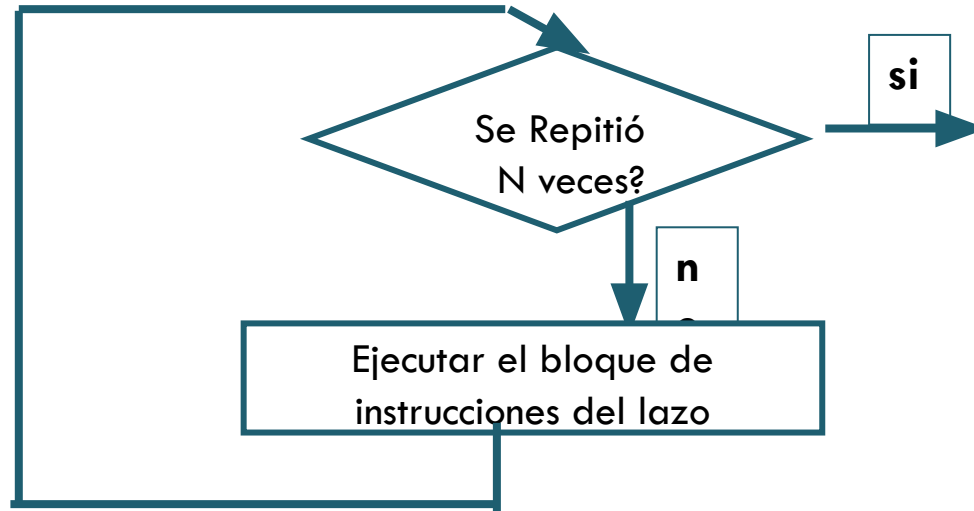 si
Se Repitió
N veces?
n
Ejecutar el bloque de
instrucciones del lazo